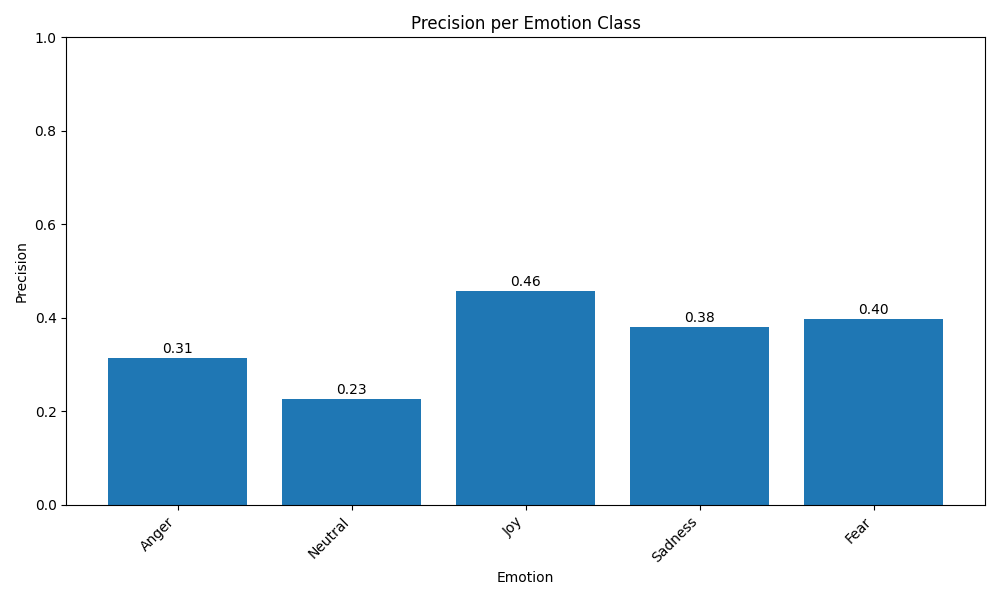 Precision per Emotion Class
1.0
0.8
0.6
0.4
0.2
0.0
Precision
0.31
0.23
0.46
0.38
0.40
Anger
Neutral
Joy
Sadness
Fear
Emotion